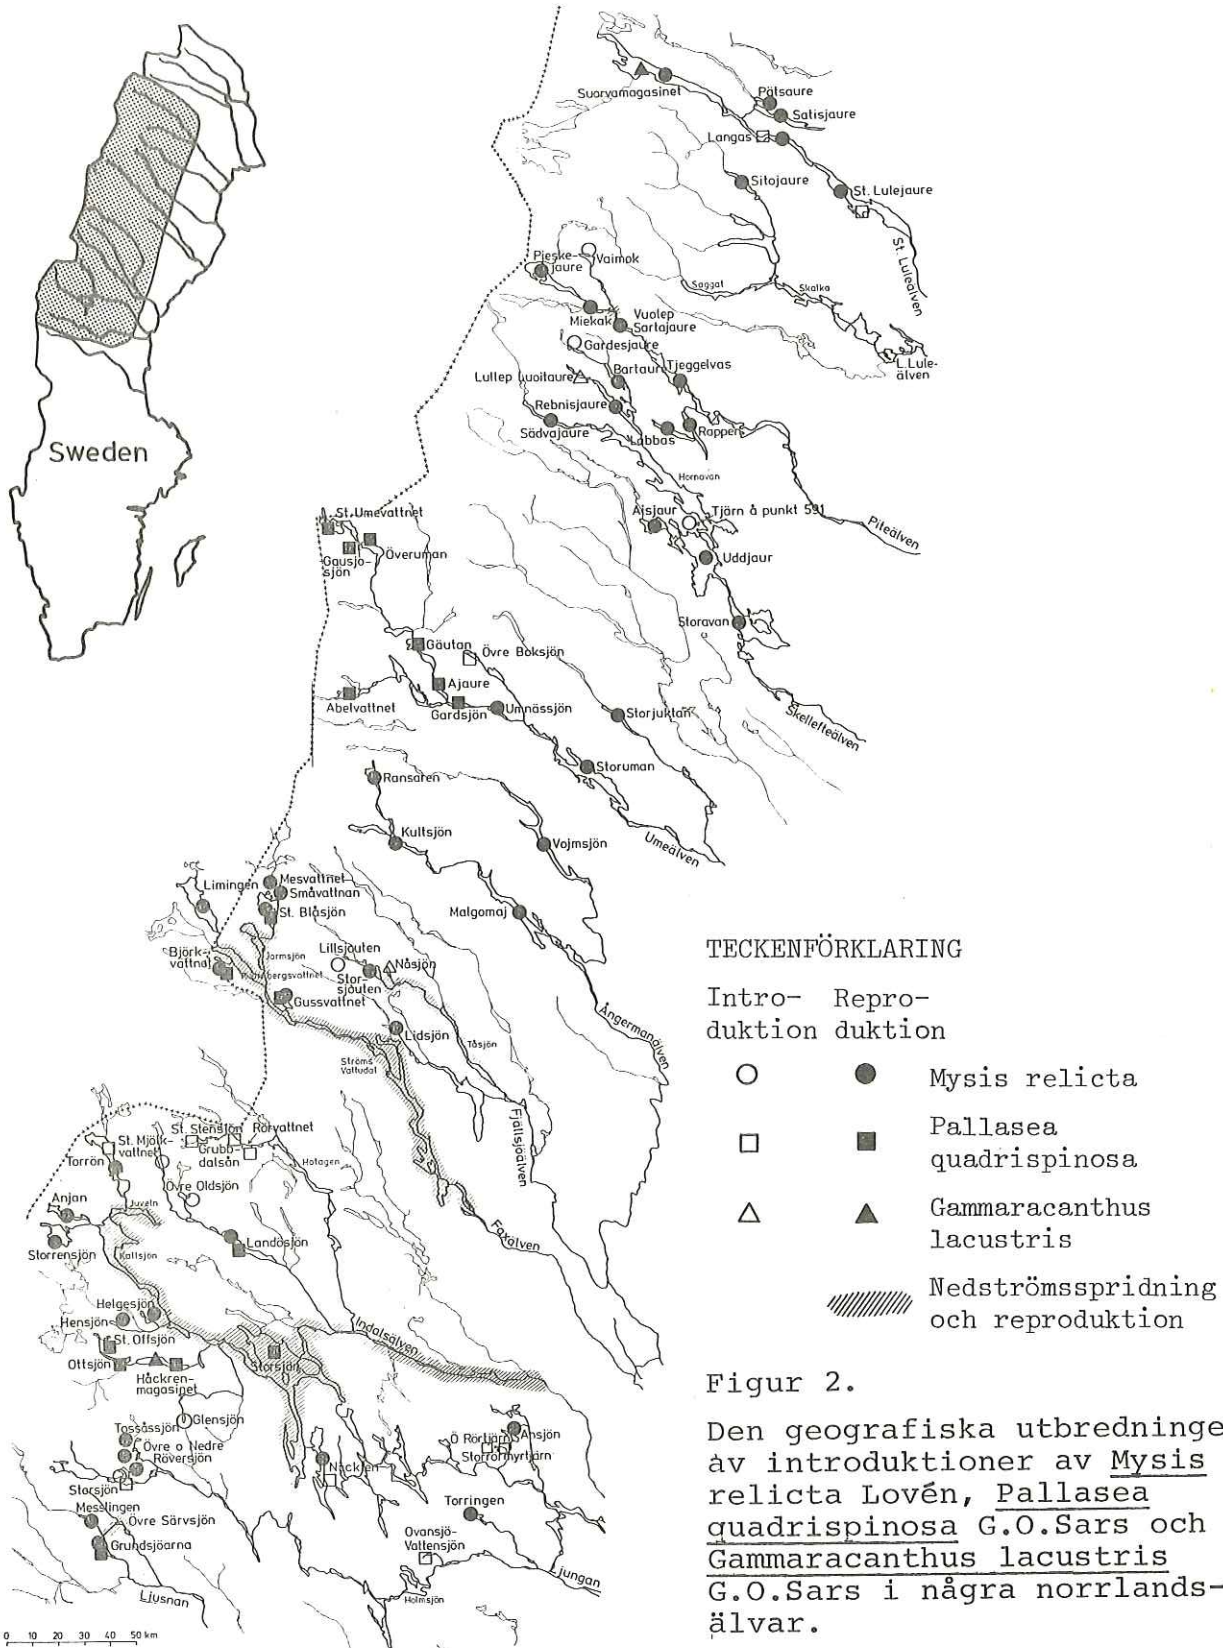 Sweden
Suorvamagasinet
Pätsaure
Satisjaure
Langas
Sitojaure
St. Lulejaure
St. Luleälven
Pieske-
jaure
Vaimok
Saggat
Skalka
Miekak
Vuolep
Sartajaure
L.Lule-
älven
Gardesjaure
Bartaure
Tjeggelvas
Lullep Luoitaure
Rebnisjaure
Sädvajaure
Labbas
Rappen
Hornavan
Aisjaur
Tjärn å punkt 591
Piteälven
Uddjaur
Storavan
Skellefteälven
St. Umevattnet
Överuman
Gausjo-
sjön
Gäutan
Övre Boksjön
Ajaure
Abelvattnet
Gardsjön
Umnässjön
Storjuktan
Storuman
Umeälven
Ransaren
Kultsjön
Vojmsjön
Malgomaj
Ångermanälven
Limingen
Mesvattnet
Småvattnan
St. Blåsjön
Björk-
vattnet
Jormsjön
Lillsjouten
Stor-
sjouten
Nåsjön
Gussvattnet
Lidsjön
Tåsjön
Ströms
Vattudal
Fjällsjöälven
Faxälven
St. Stensjön
Rörvattnet
St. Mjölk-
vattnet
Grubb-
dalsån
Torrön
Hotagen
Övre Oldsjön
Anjan
Juveln
Storrensjön
Kallsjön
Landösjön
Helgesjön
Hensjön
St. Offsjön
Ottsjön
Håckren-
magasinet
Storsjön
Indalsälven
Glensjön
Tossåssjön
Övre o Nedre
Röversjön
Storsjön
Näckten
Ö Rörtjärn
Ansjön
Storrörmyrtjärn
Messlingen
Övre Särvsjön
Grundsjöarna
Torringen
Ovansjö-
Valtensjön
Ljungan
Holmsjön
Ljusnan
0 10 20 30 40 50 km
TECKENFÖRKLARING
Intro- Repro-
duktion duktion
Mysis relicta
Pallasea
quadrispinosa
Gammaracanthus
lacustris
Nedströmsspridning
och reproduktion
Figur 2.
Den geografiska utbredninge
av introduktioner av Mysis
relicta Lovén, Pallasea
quadrispinosa G.O.Sars och
Gammaracanthus lacustris
G.O.Sars i några norrlands-
älvar.